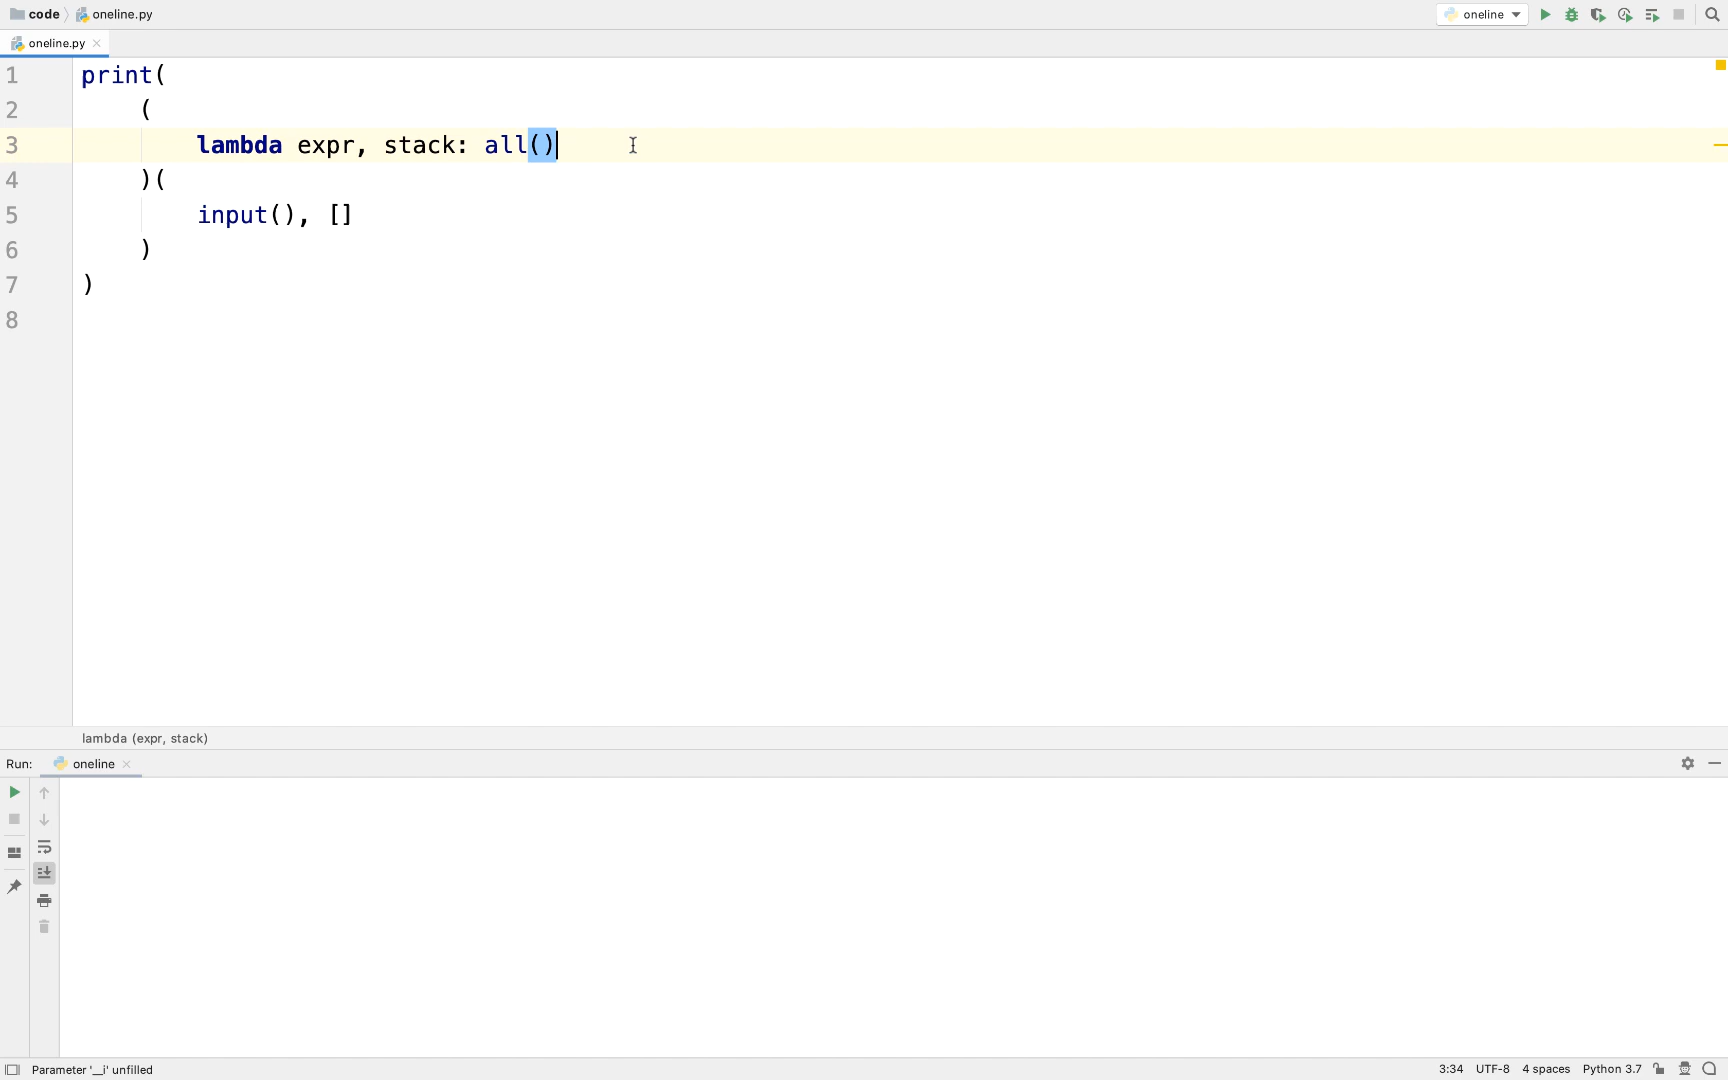 code oneline.py
oneline
oneline.py
1 print(
2 (
3 lambda expr, stack: all()
4 )(
5 input(), []
6 )
7 )
8
lambda (expr, stack)
Run: oneline
Parameter '__i' unfilled
3:34 UTF-8 4 spaces Python 3.7